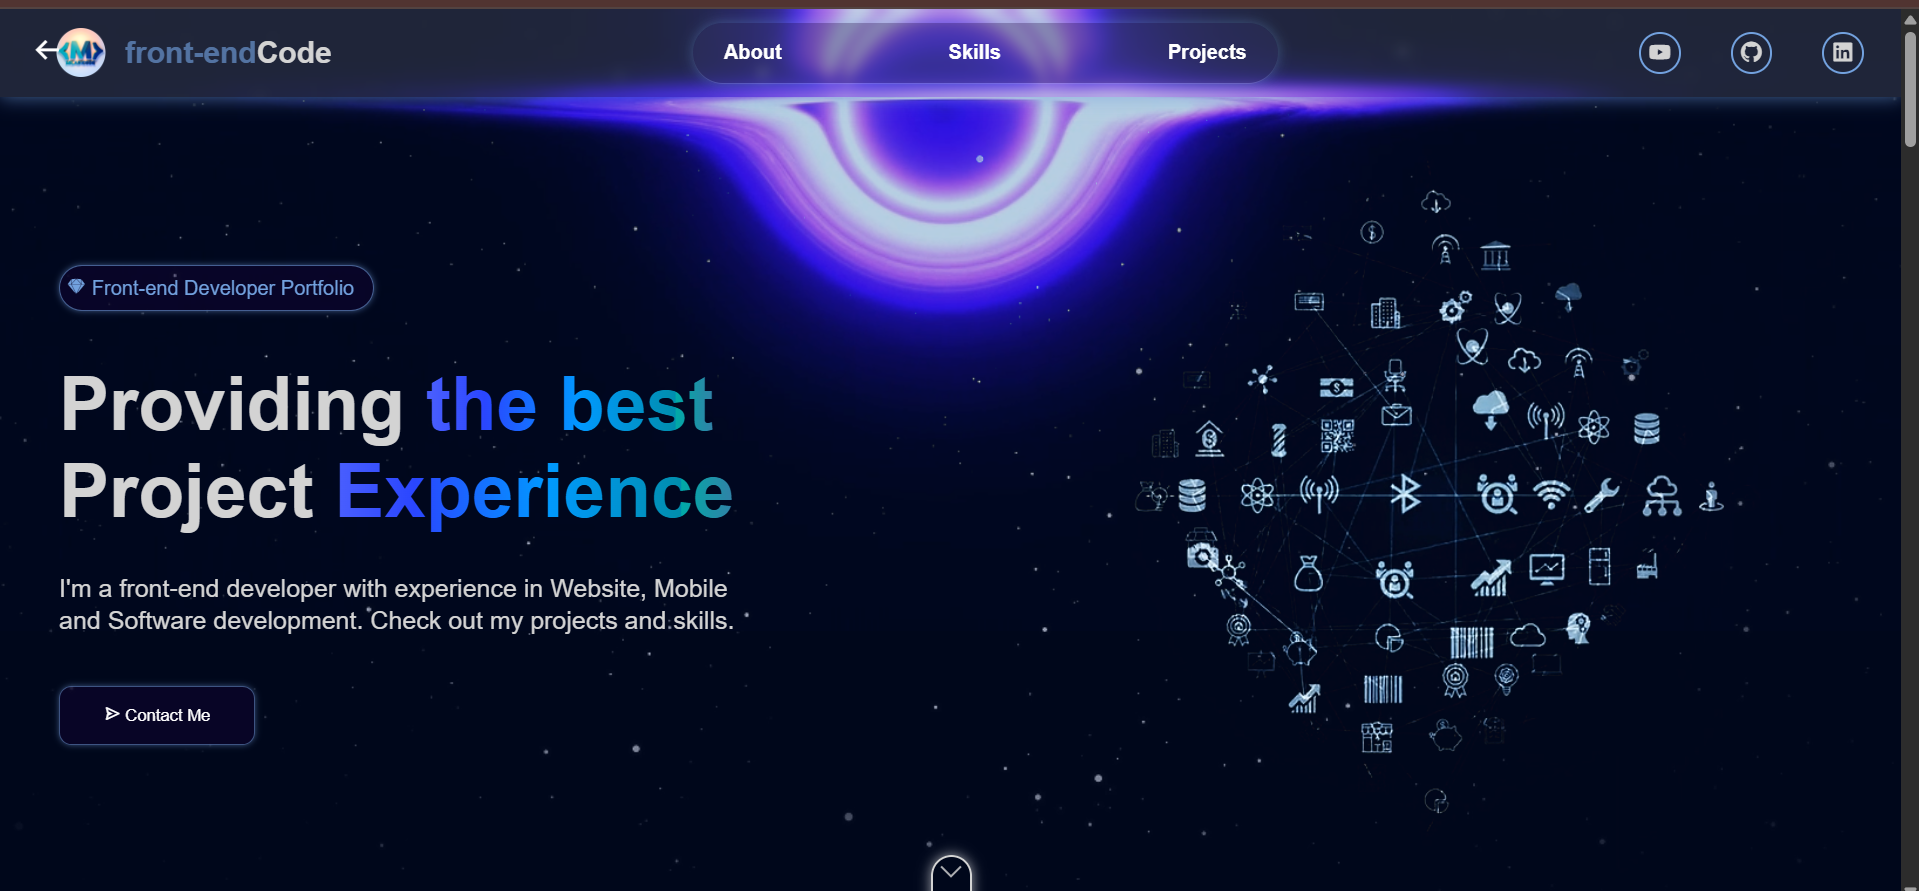 front-endCode
About
Skills
Projects
Front-end Developer Portfolio
Providing the best
Project Experience
I'm a front-end developer with experience in Website, Mobile
and Software development. Check out my projects and skills.
Contact Me